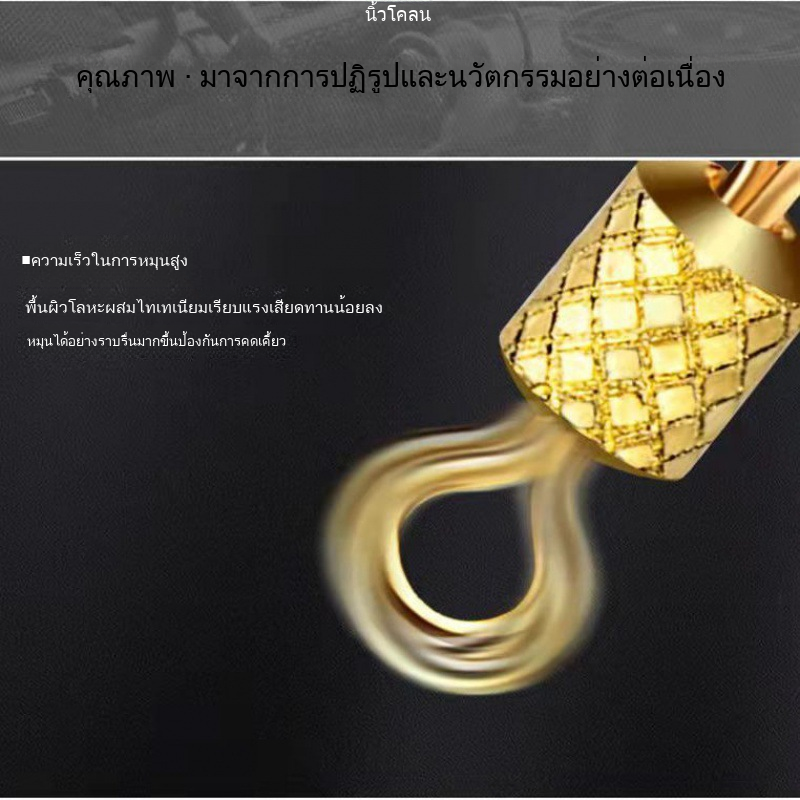 นิ้วโคลน
คุณภาพ · มาจากการปฏิรูปและนวัตกรรมอย่างต่อเนื่อง
■ความเร็วในการหมุนสูง
พื้นผิวโลหะผสมไทเทเนียมเรียบแรงเสียดทานน้อยลง
หมุนได้อย่างราบรื่นมากขึ้นป้องกันการคดเคี้ยว